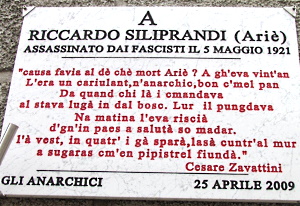 A
RICCARDO SILIPRANDI (Ariè)
ASSASSINATO DAI FASCISTI IL 5 MAGGIO 1921
"causa favia al dè chè mort Ariè ? A gh'eva vint'an
L'era un cariulant,n'anarchic,bon c'mel pan
Da quand chi là i cmandava
al stava lugà in dal bosc. Lur il pungdava
Na matina l'eva riscià
d'gn'in paes a salutà so madar.
l'à vest, in quatr' i gà sparà,lasà cuntr'al mur
a sugaras cm'en pipistrel fiundà."
Cesare Zavattini
GLI ANARCHICI 25 APRILE 2009